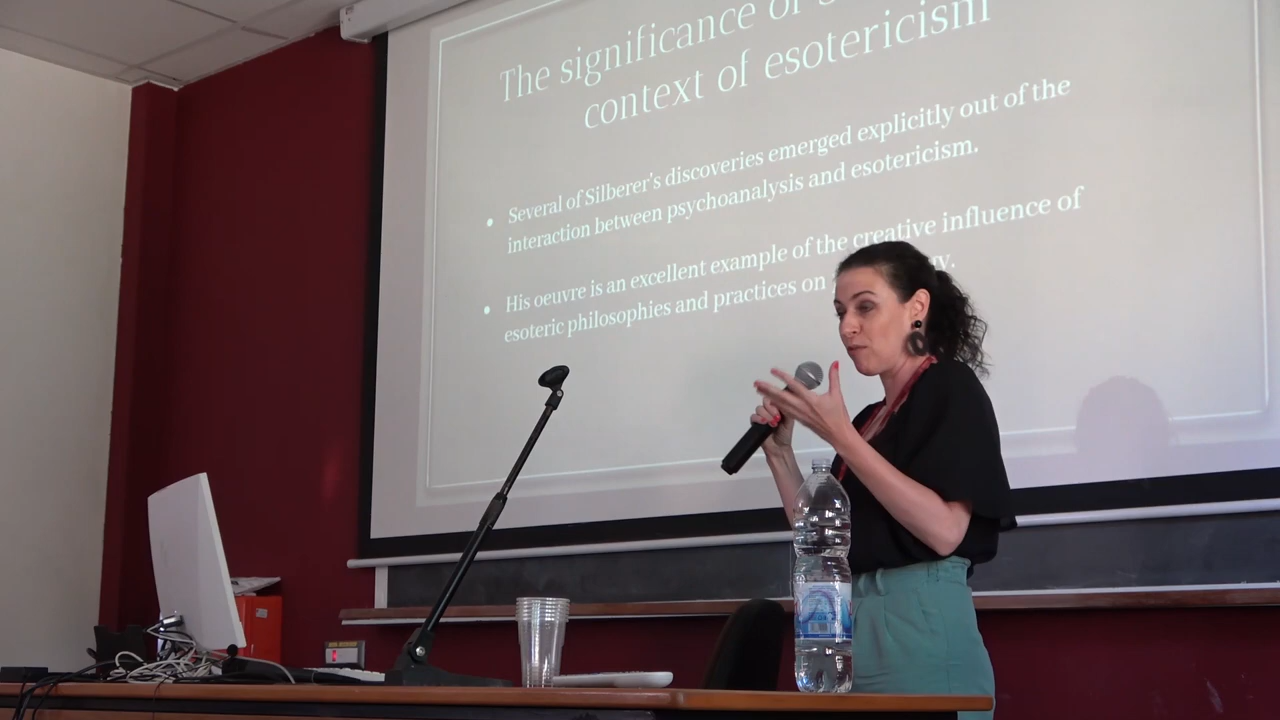 The significance of
context of esotericism
• Several of Silberer's discoveries emerged explicitly out of the
interaction between psychoanalysis and esotericism.
• His oeuvre is an excellent example of the creative influence of
esoteric philosophies and practices on